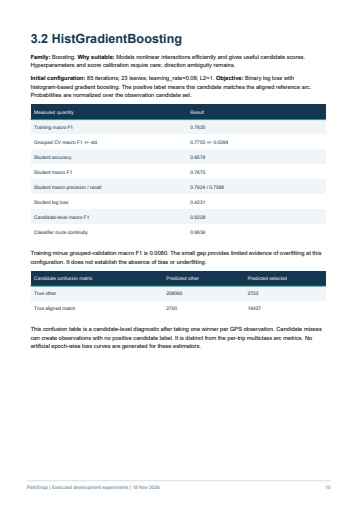 3.2 HistGradientBoosting
Family: Boosting. Why suitable: Models nonlinear interactions efficiently and gives useful candidate scores.
Hyperparameters and score calibration require care; direction ambiguity remains.
Initial configuration: 85 iterations; 23 leaves; learning_rate=0.08; L2=1. Objective: Binary log loss with
histogram-based gradient boosting. The positive label means this candidate matches the aligned reference arc.
Probabilities are normalized over the observation candidate set.
Measured quantity Result
Training macro F1 0.7835
Grouped CV macro F1 +/- std 0.7755 +/- 0.0294
Student accuracy 0.8579
Student macro F1 0.7675
Student macro precision / recall 0.7924 / 0.7588
Student log loss 0.4231
Candidate-level macro F1 0.9228
Classifier route continuity 0.9836
Training minus grouped-validation macro F1 is 0.0080. The small gap provides limited evidence of overfitting at this
configuration. It does not establish the absence of bias or underfitting.
Candidate confusion matrix Predicted other Predicted selected
True other 2723
True aligned match 2700 18437
This confusion table is a candidate-level diagnostic after taking one winner per GPS observation. Candidate misses
can create observations with no positive candidate label. It is distinct from the per-trip multiclass arc metrics. No
artificial epoch-wise loss curves are generated for these estimators.
PathSnap | Executed development experiments | 18 Nov 2026 10